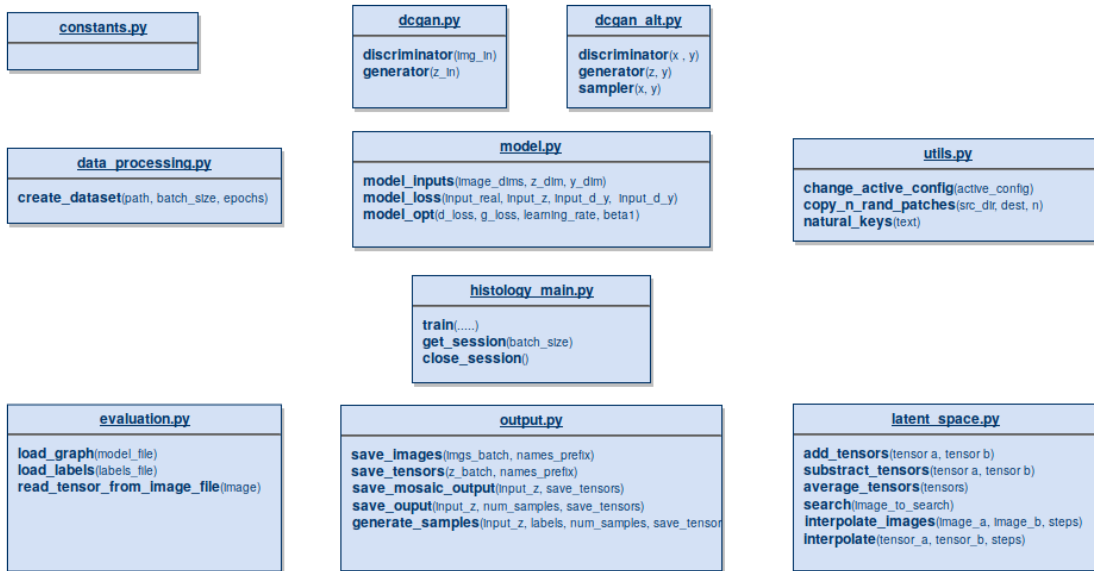 constants.py
dcgan.py
discriminator(img_in)
generator(z_in)
dcgan_alt.py
discriminator(x , y)
generator(z, y)
sampler(x, y)
data_processing.py
create_dataset(path, batch_size, epochs)
model.py
model_inputs(image_dims, z_dim, y_dim)
model_loss(input_real, input_z, input_d_y, input_d_y)
model_opt(d_loss, g_loss, learning_rate, beta1)
utils.py
change_active_config(active_config)
copy_n_rand_patches(src_dir, dest, n)
natural_keys(text)
histology_main.py
train(.....)
get_session(batch_size)
close_session()
evaluation.py
load_graph(model_file)
load_labels(labels_file)
read_tensor_from_image_file(image)
output.py
save_images(imgs_batch, names_prefix)
save_tensors(z_batch, names_prefix)
save_mosaic_output(input_z, save_tensors)
save_ouput(input_z, num_samples, save_tensors)
generate_samples(input_z, labels, num_samples, save_tensor
latent_space.py
add_tensors(tensor a, tensor b)
substract_tensors(tensor a, tensor b)
average_tensors(tensors)
search(image_to_search)
interpolate_images(image_a, image_b, steps)
interpolate(tensor_a, tensor_b, steps)